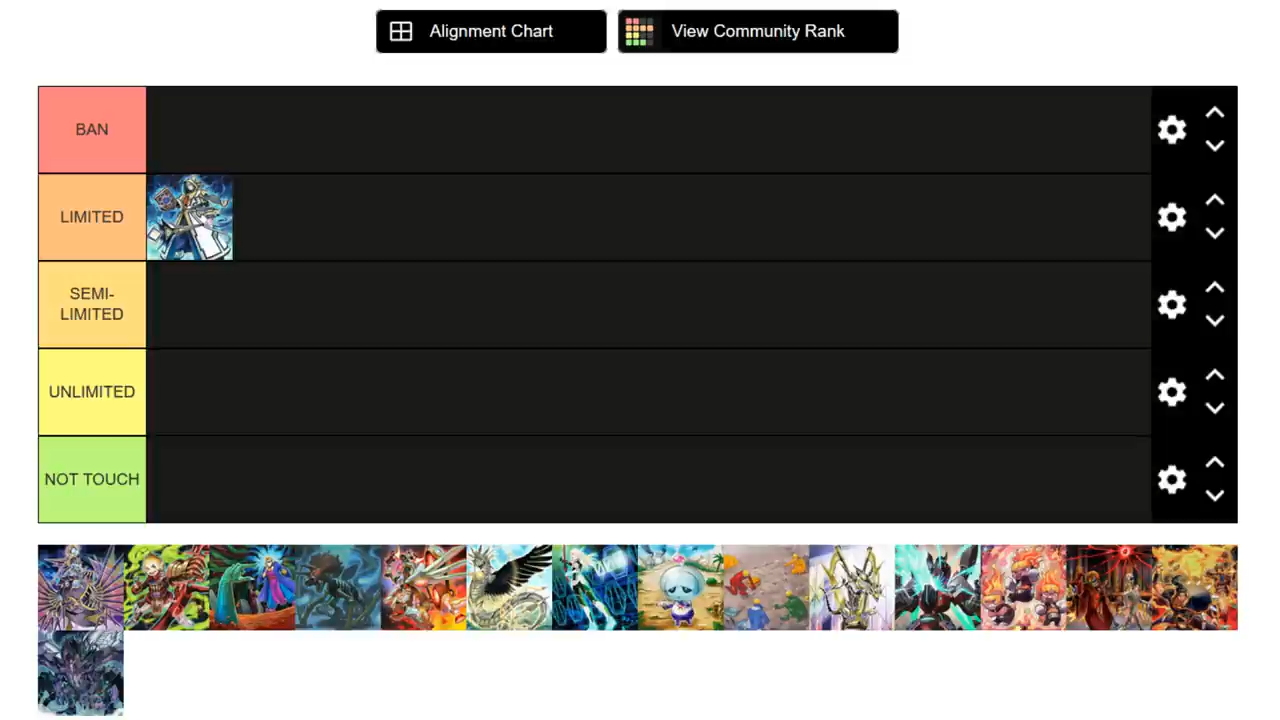 Alignment Chart
View Community Rank
BAN
LIMITED
SEMI-
LIMITED
UNLIMITED
NOT TOUCH